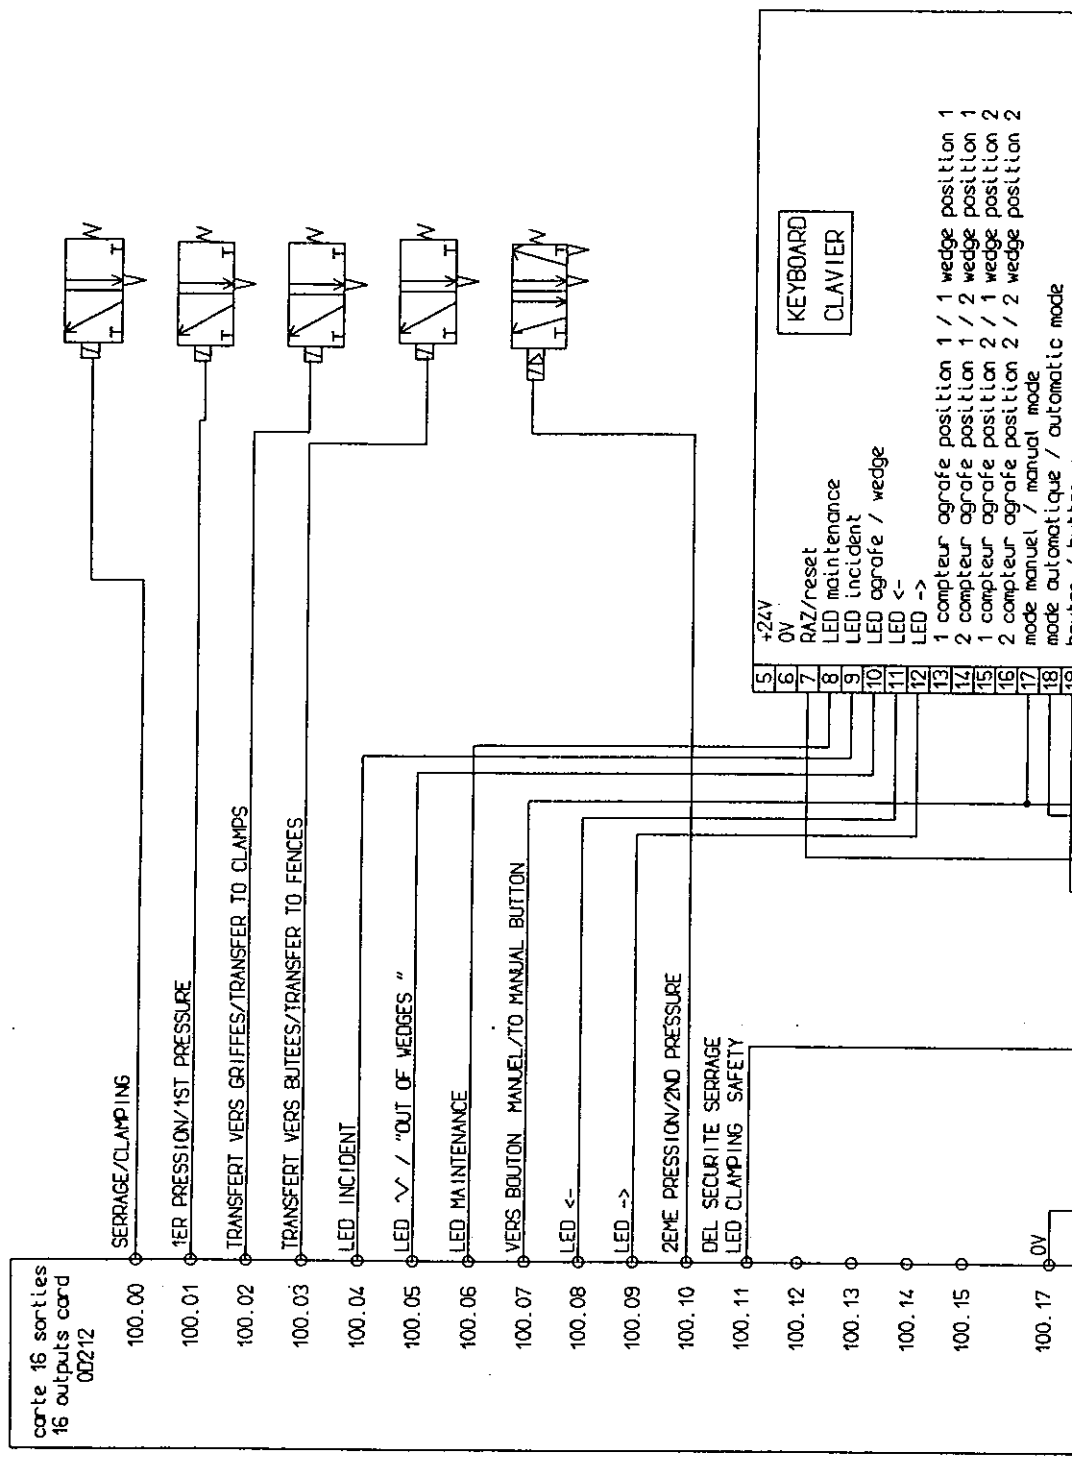 carte 16 sorties
16 outputs card
OD212
100.00
SERRAGE/CLAMPING
100.01
1ER PRESSION/1ST PRESSURE
100.02
TRANSFERT VERS GRIFFES/TRANSFER TO CLAMPS
100.03
TRANSFERT VERS BUTEES/TRANSFER TO FENCES
100.04
LED INCIDENT
100.05
LED \/ / "OUT OF WEDGES "
100.06
LED MAINTENANCE
100.07
VERS BOUTON MANUEL/TO MANUAL BUTTON
100.08
LED <-
100.09
LED ->
100.10
2EME PRESSION/2ND PRESSURE
100.11
DEL SECURITE SERRAGE
LED CLAMPING SAFETY
100.12
100.13
100.14
100.15
100.17
0V
KEYBOARD
CLAVIER
5 +24V
6 0V
7 RAZ/reset
8 LED maintenance
9 LED incident
10 LED agrafe / wedge
11 LED <-
12 LED ->
13 1 compteur agrafe position 1 / 1 wedge position 1
14 2 compteur agrafe position 1 / 2 wedge position 1
15 1 compteur agrafe position 2 / 1 wedge position 2
16 2 compteur agrafe position 2 / 2 wedge position 2
17 mode manuel / manual mode
18 mode automatique / automatic mode
19